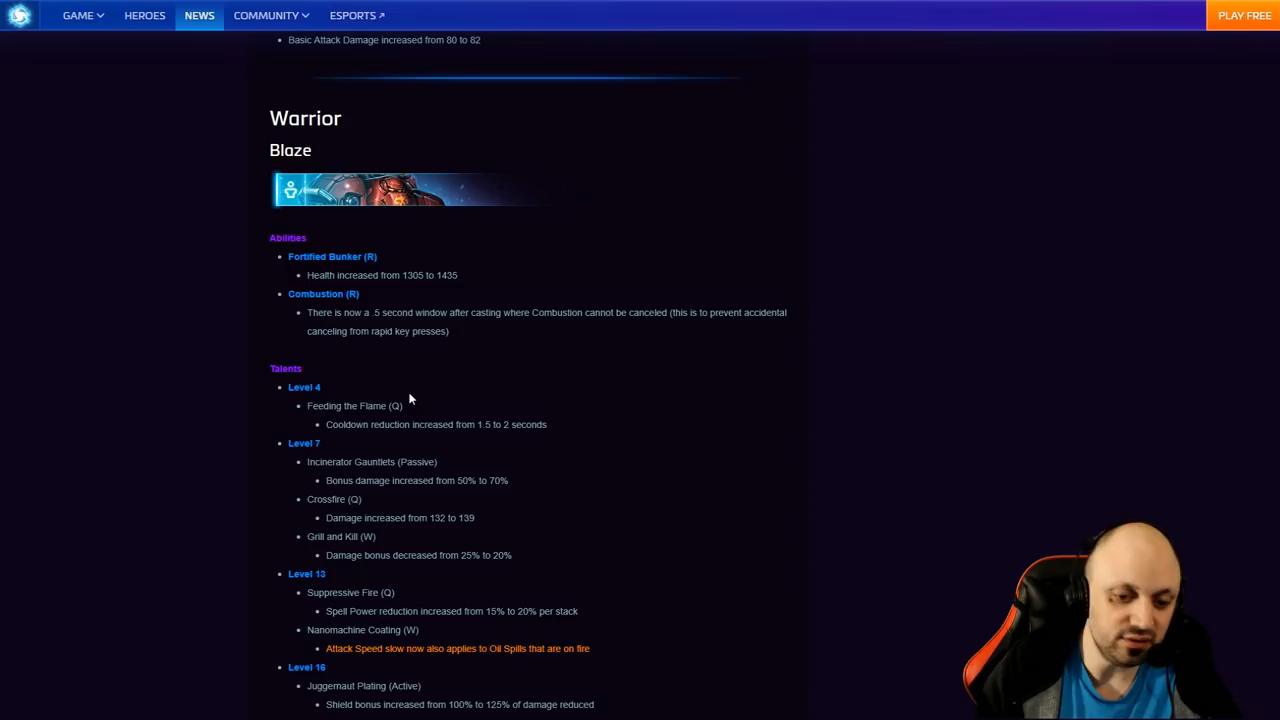 GAME HEROES NEWS COMMUNITY ESPORTS PLAY FREE
Basic Attack Damage increased from 80 to 82
Warrior
Blaze
Abilities
Fortified Bunker (R)
Health increased from 1305 to 1435
Combustion (R)
There is now a .5 second window after casting where Combustion cannot be canceled (this is to prevent accidental
canceling from rapid key presses)
Talents
Level 4
Feeding the Flame (Q)
Cooldown reduction increased from 1.5 to 2 seconds
Level 7
Incinerator Gauntlets (Passive)
Bonus damage increased from 50% to 70%
Crossfire (Q)
Damage increased from 132 to 139
Grill and Kill (W)
Damage bonus decreased from 25% to 20%
Level 13
Suppressive Fire (Q)
Spell Power reduction increased from 15% to 20% per stack
Nanomachine Coating (W)
Attack Speed slow now also applies to Oil Spills that are on fire
Level 16
Juggernaut Plating (Active)
Shield bonus increased from 100% to 125% of damage reduced